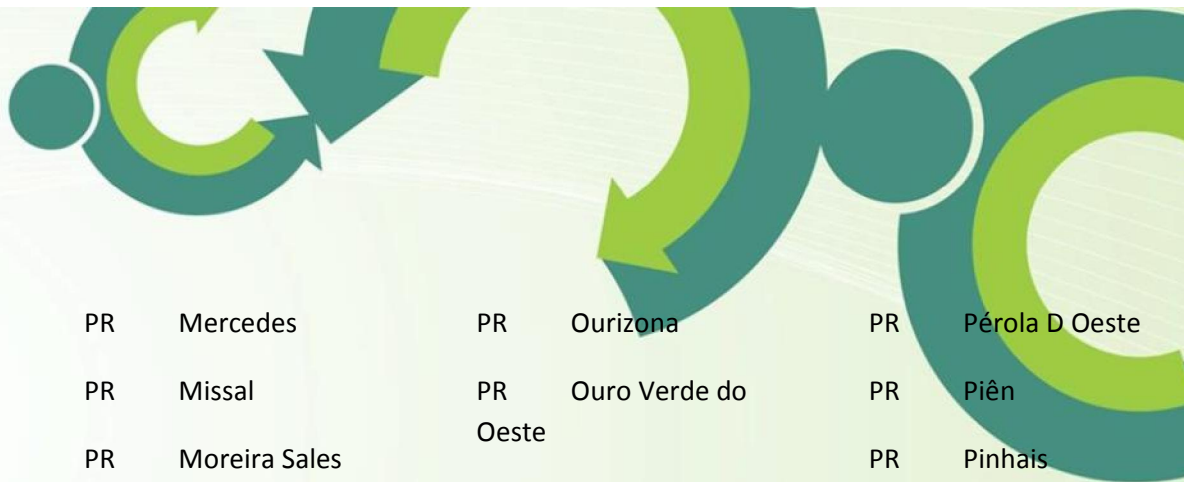 PR Mercedes
PR Missal
PR Moreira Sales
PR Ourizona
PR Ouro Verde do
Oeste
PR Pérola D Oeste
PR Piên
PR Pinhais